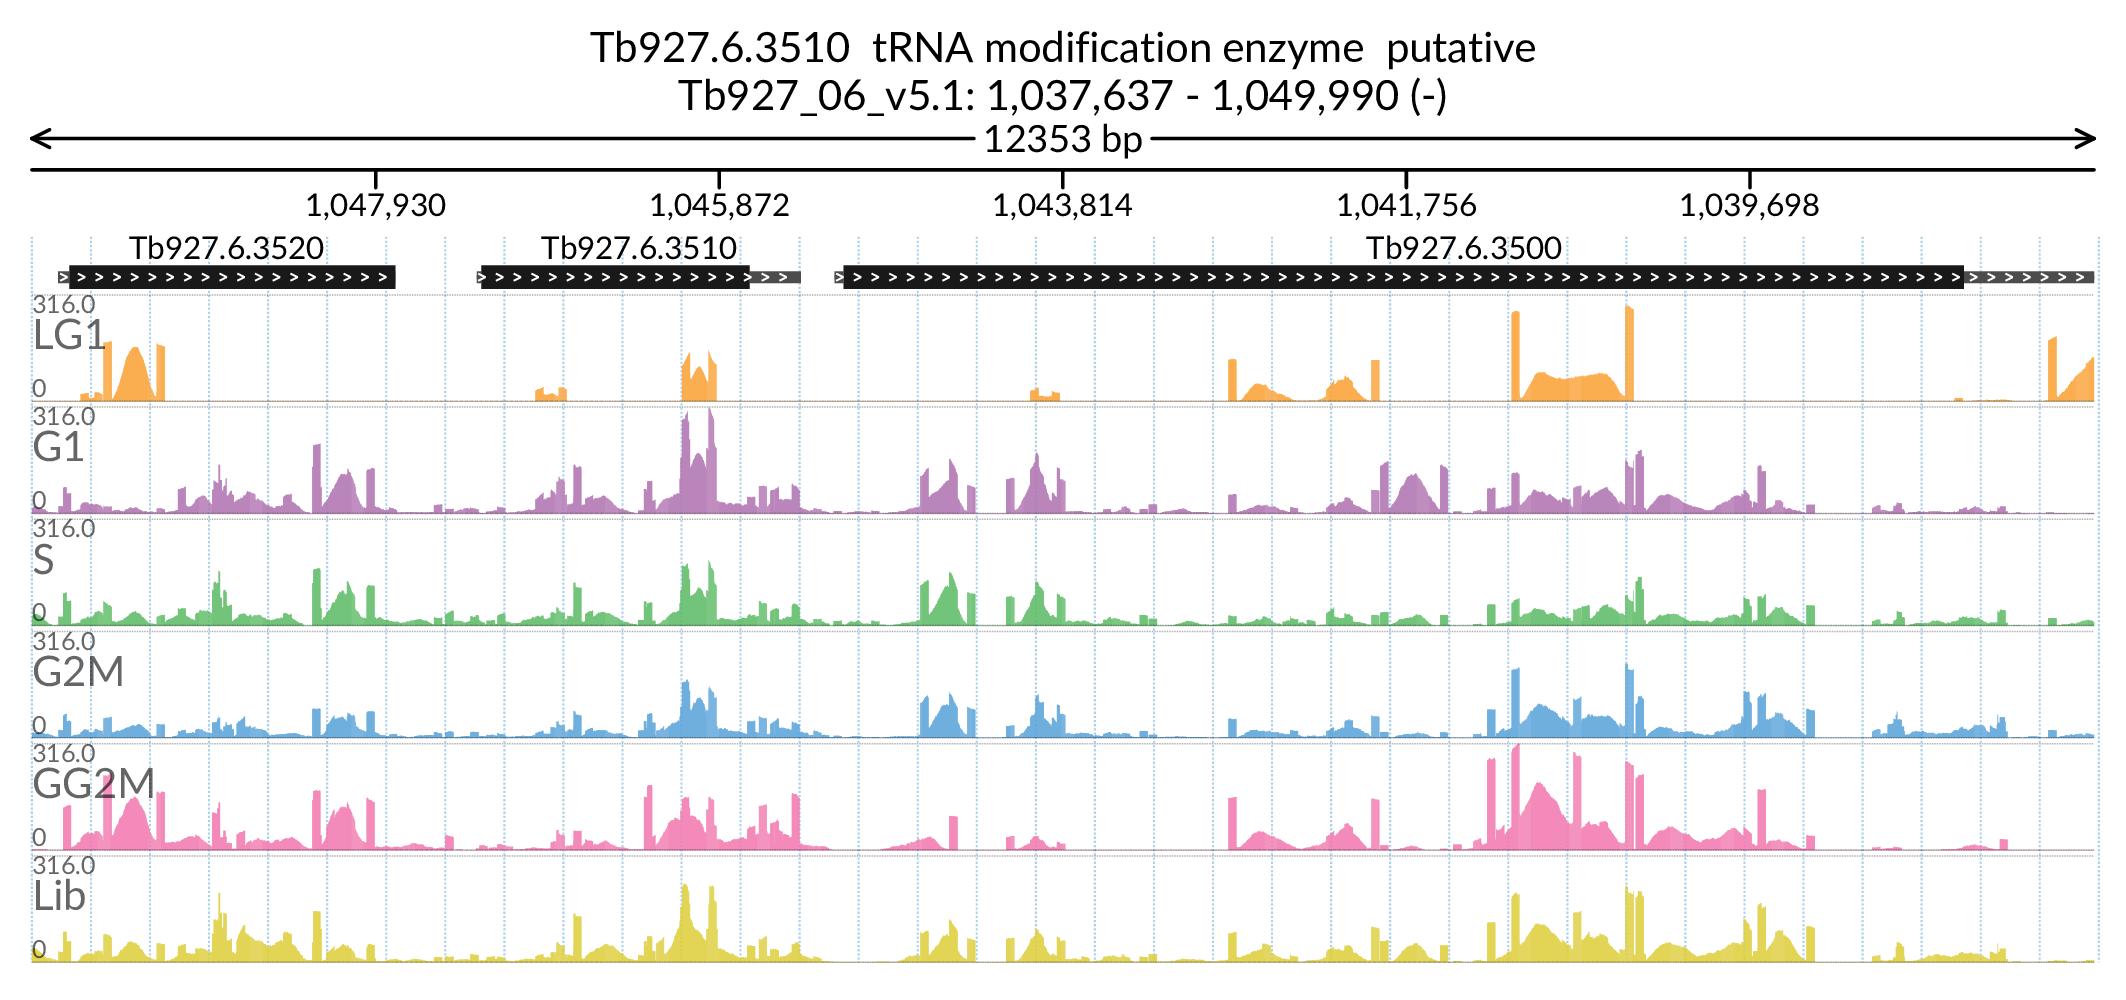 Tb927.6.3510  tRNA modification enzyme  putative
Tb927_06_v5.1: 1,037,637 - 1,049,990 (-)
12353 bp
1,047,930 1,045,872 1,043,814 1,041,756 1,039,698
Tb927.6.3520 Tb927.6.3510 Tb927.6.3500
316.0
LG1
0
316.0
G1
0
316.0
S
0
316.0
G2M
0
316.0
GG2M
0
316.0
Lib
0